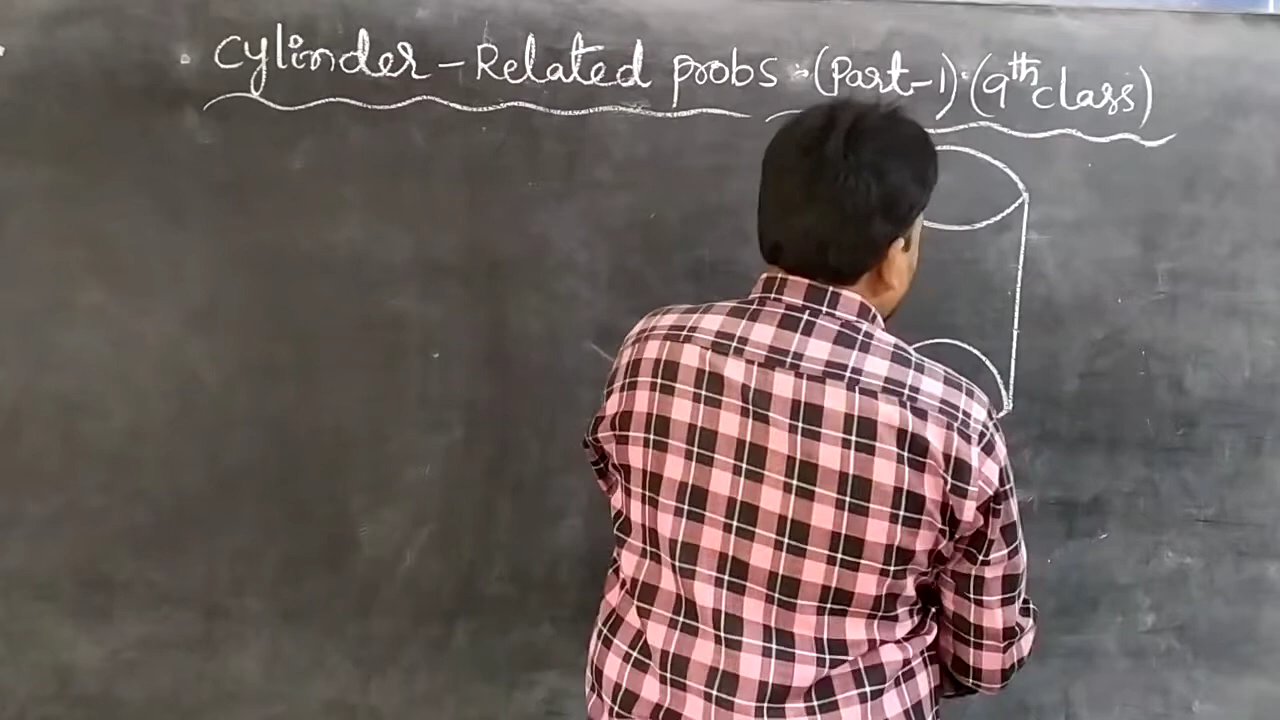 Cylinder - Related probs :- (Part-1) (9th class)